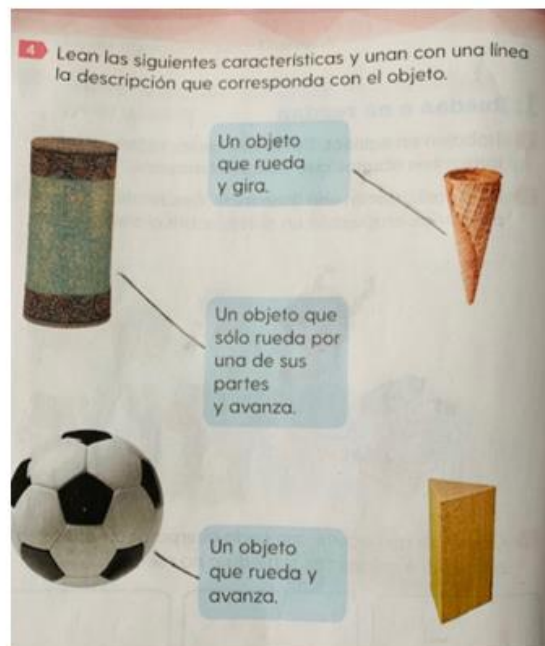 4 Lean las siguientes características y unan con una línea
la descripción que corresponda con el objeto.
Un objeto
que rueda
y gira.
Un objeto que
sólo rueda por
una de sus
partes
y avanza.
Un objeto
que rueda y
avanza.